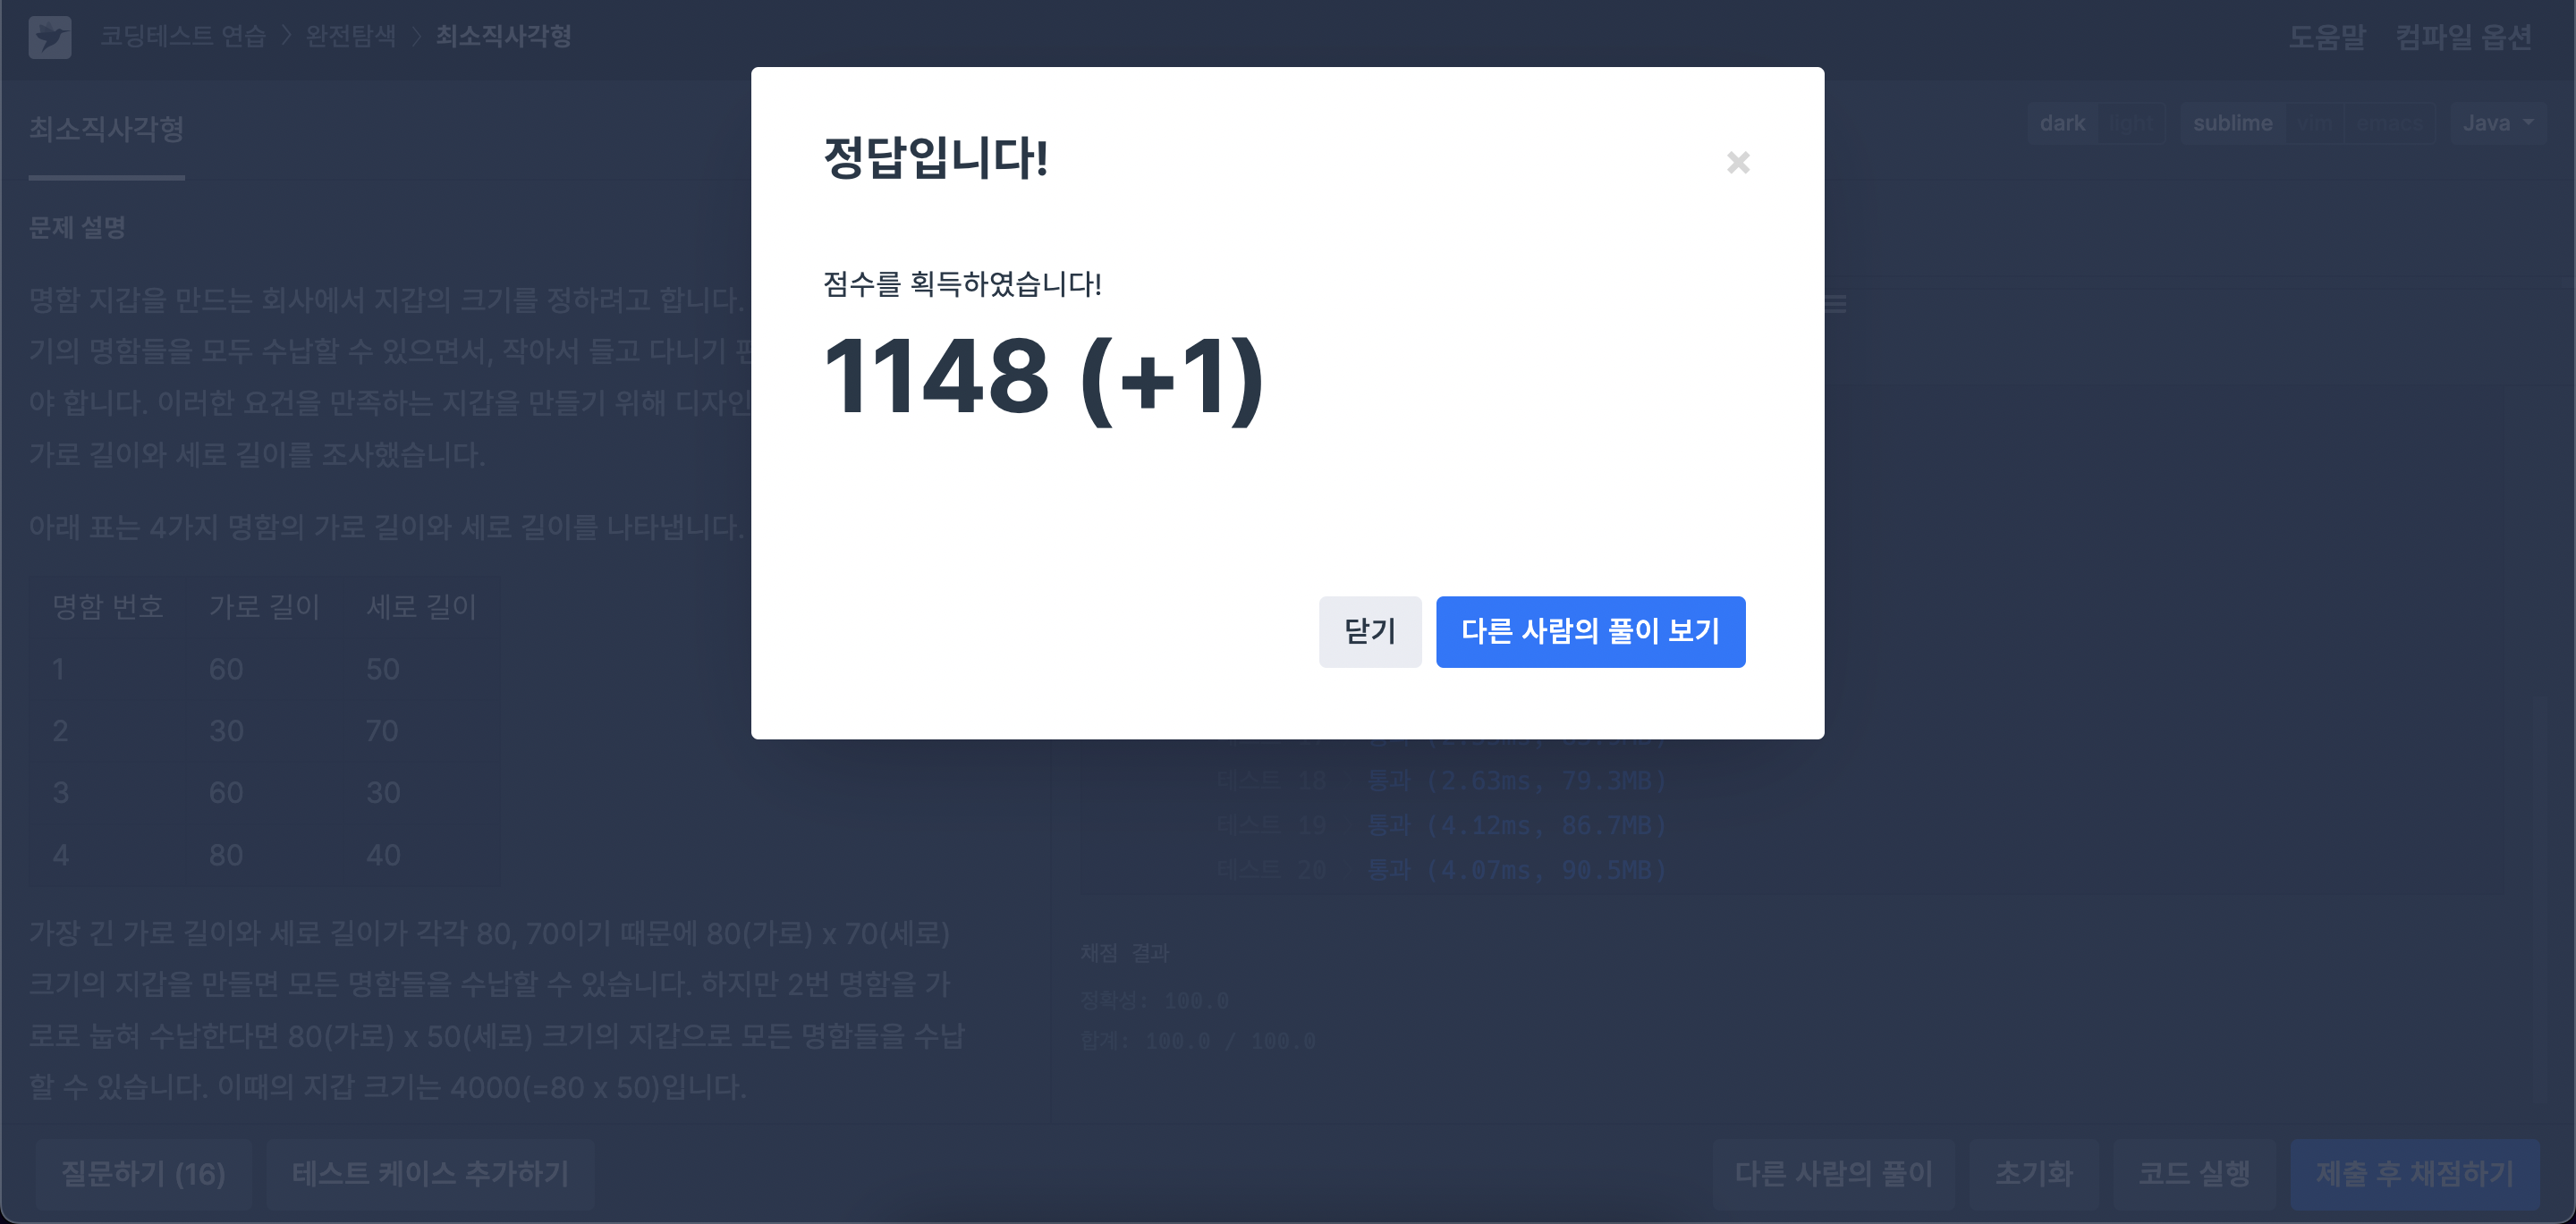 코딩테스트 연습 > 완전탐색 > 최소직사각형
도움말 컴파일 옵션
최소직사각형
dark light sublime vim emacs Java
문제 설명
명함 지갑을 만드는 회사에서 지갑의 크기를 정하려고 합니다.
기의 명함들을 모두 수납할 수 있으면서, 작아서 들고 다니기
야 합니다. 이러한 요건을 만족하는 지갑을 만들기 위해 디자인
가로 길이와 세로 길이를 조사했습니다.
아래 표는 4가지 명함의 가로 길이와 세로 길이를 나타냅니다.
명함 번호 가로 길이 세로 길이
1 60 50
2 30 70
3 60 30
4 80 40
가장 긴 가로 길이와 세로 길이가 각각 80, 70이기 때문에 80(가로) x 70(세로)
크기의 지갑을 만들면 모든 명함들을 수납할 수 있습니다. 하지만 2번 명함을 가
로로 눕혀 수납한다면 80(가로) x 50(세로) 크기의 지갑으로 모든 명함들을 수납
할 수 있습니다. 이때의 지갑 크기는 4000(=80 x 50)입니다.
정답입니다!
점수를 획득하였습니다!
1148 (+1)
닫기 다른 사람의 풀이 보기
테스트 18 통과 (2.63ms, 79.3MB)
테스트 19 통과 (4.12ms, 86.7MB)
테스트 20 통과 (4.07ms, 90.5MB)
채점 결과
정확성: 100.0
합계: 100.0 / 100.0
질문하기 (16) 테스트 케이스 추가하기
다른 사람의 풀이 초기화 코드 실행 제출 후 채점하기